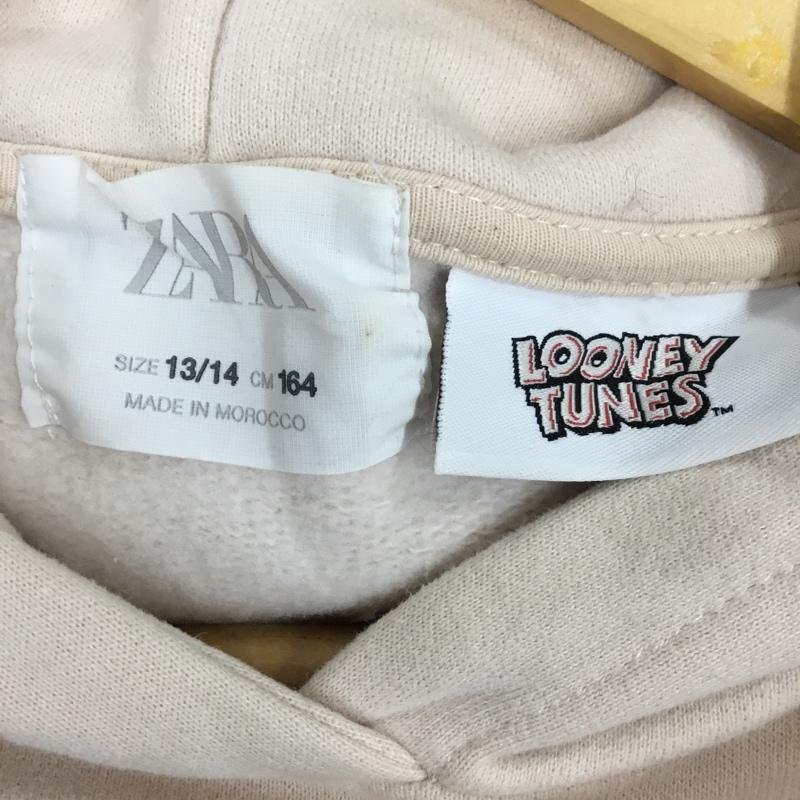 ZARA
SIZE 13/14 CM 164
MADE IN MOROCCO
LOONEY
TUNES™